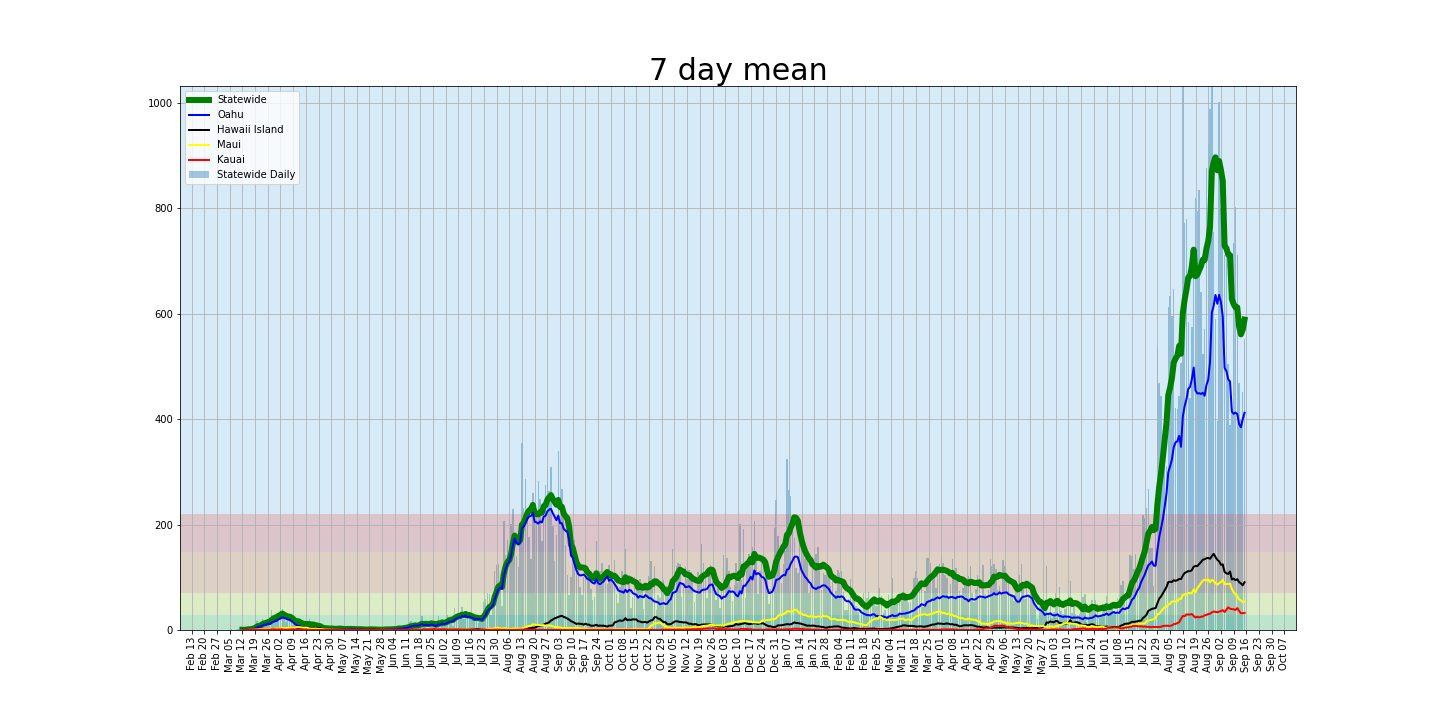 7 day mean
Statewide
Oahu
Hawaii Island
Maui
Kauai
Statewide Daily
1000
800
600
400
200
0
Feb 13
Feb 20
Feb 27
Mar 05
Mar 12
Mar 19
Mar 26
Apr 02
Apr 09
Apr 16
Apr 23
Apr 30
May 07
May 14
May 21
May 28
Jun 04
Jun 11
Jun 18
Jun 25
Jul 02
Jul 09
Jul 16
Jul 23
Jul 30
Aug 06
Aug 13
Aug 20
Aug 27
Sep 03
Sep 10
Sep 17
Sep 24
Oct 01
Oct 08
Oct 15
Oct 22
Oct 29
Nov 05
Nov 12
Nov 19
Nov 26
Dec 03
Dec 10
Dec 17
Dec 24
Dec 31
Jan 07
Jan 14
Jan 21
Jan 28
Feb 04
Feb 11
Feb 18
Feb 25
Mar 04
Mar 11
Mar 18
Mar 25
Apr 01
Apr 08
Apr 15
Apr 22
Apr 29
May 06
May 13
May 20
May 27
Jun 03
Jun 10
Jun 17
Jun 24
Jul 01
Jul 08
Jul 15
Jul 22
Jul 29
Aug 05
Aug 12
Aug 19
Aug 26
Sep 02
Sep 09
Sep 16
Sep 23
Sep 30
Oct 07